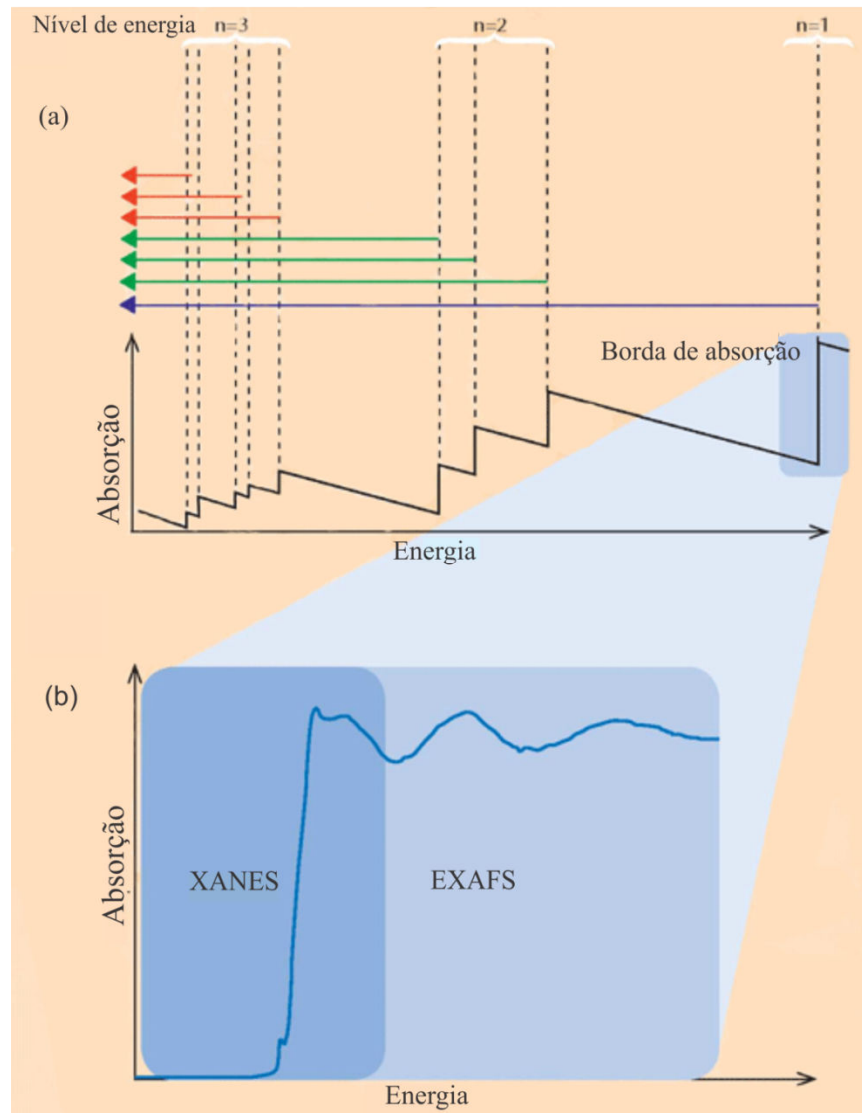 Nível de energia n=3 n=2 n=1
(a)
Borda de absorção
Absorção
Energia
(b)
XANES EXAFS
Absorção
Energia